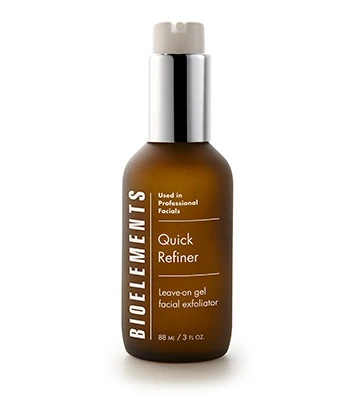 BIOELEMENTS
Used in
Professional
Facials
Quick
Refiner
Leave-on gel
facial exfoliator
88 ML / 3 FL OZ.